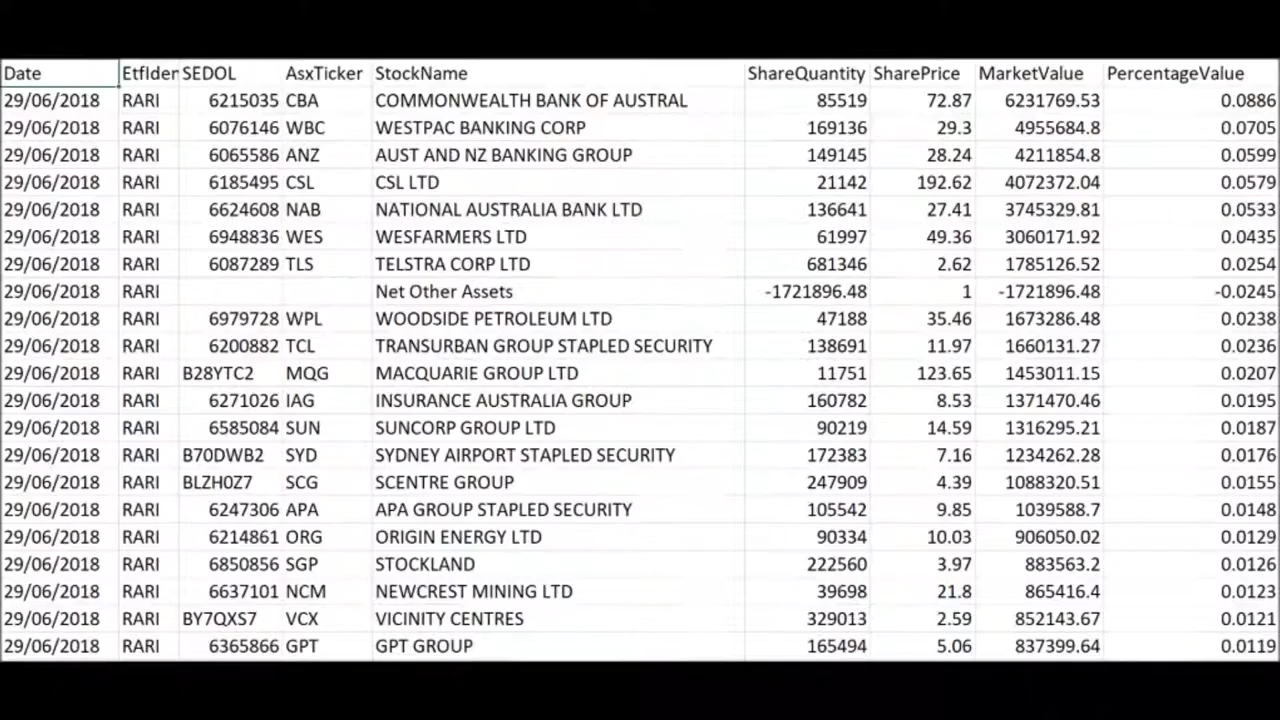 Date EtfIden SEDOL AsxTicker StockName ShareQuantity SharePrice MarketValue PercentageValue
29/06/2018 RARI 6215035 CBA COMMONWEALTH BANK OF AUSTRAL 85519 72.87 6231769.53 0.0886
29/06/2018 RARI 6076146 WBC WESTPAC BANKING CORP 169136 29.3 4955684.8 0.0705
29/06/2018 RARI 6065586 ANZ AUST AND NZ BANKING GROUP 149145 28.24 4211854.8 0.0599
29/06/2018 RARI 6185495 CSL CSL LTD 21142 192.62 4072372.04 0.0579
29/06/2018 RARI 6624608 NAB NATIONAL AUSTRALIA BANK LTD 136641 27.41 3745329.81 0.0533
29/06/2018 RARI 6948836 WES WESFARMERS LTD 61997 49.36 3060171.92 0.0435
29/06/2018 RARI 6087289 TLS TELSTRA CORP LTD 681346 2.62 1785126.52 0.0254
29/06/2018 RARI Net Other Assets -1721896.48 1 -1721896.48 -0.0245
29/06/2018 RARI 6979728 WPL WOODSIDE PETROLEUM LTD 47188 35.46 1673286.48 0.0238
29/06/2018 RARI 6200882 TCL TRANSURBAN GROUP STAPLED SECURITY 138691 11.97 1660131.27 0.0236
29/06/2018 RARI B28YTC2 MQG MACQUARIE GROUP LTD 11751 123.65 1453011.15 0.0207
29/06/2018 RARI 6271026 IAG INSURANCE AUSTRALIA GROUP 160782 8.53 1371470.46 0.0195
29/06/2018 RARI 6585084 SUN SUNCORP GROUP LTD 90219 14.59 1316295.21 0.0187
29/06/2018 RARI B70DWB2 SYD SYDNEY AIRPORT STAPLED SECURITY 172383 7.16 1234262.28 0.0176
29/06/2018 RARI BLZH0Z7 SCG SCENTRE GROUP 247909 4.39 1088320.51 0.0155
29/06/2018 RARI 6247306 APA APA GROUP STAPLED SECURITY 105542 9.85 1039588.7 0.0148
29/06/2018 RARI 6214861 ORG ORIGIN ENERGY LTD 90334 10.03 906050.02 0.0129
29/06/2018 RARI 6850856 SGP STOCKLAND 222560 3.97 883563.2 0.0126
29/06/2018 RARI 6637101 NCM NEWCREST MINING LTD 39698 21.8 865416.4 0.0123
29/06/2018 RARI BY7QXS7 VCX VICINITY CENTRES 329013 2.59 852143.67 0.0121
29/06/2018 RARI 6365866 GPT GPT GROUP 165494 5.06 837399.64 0.0119